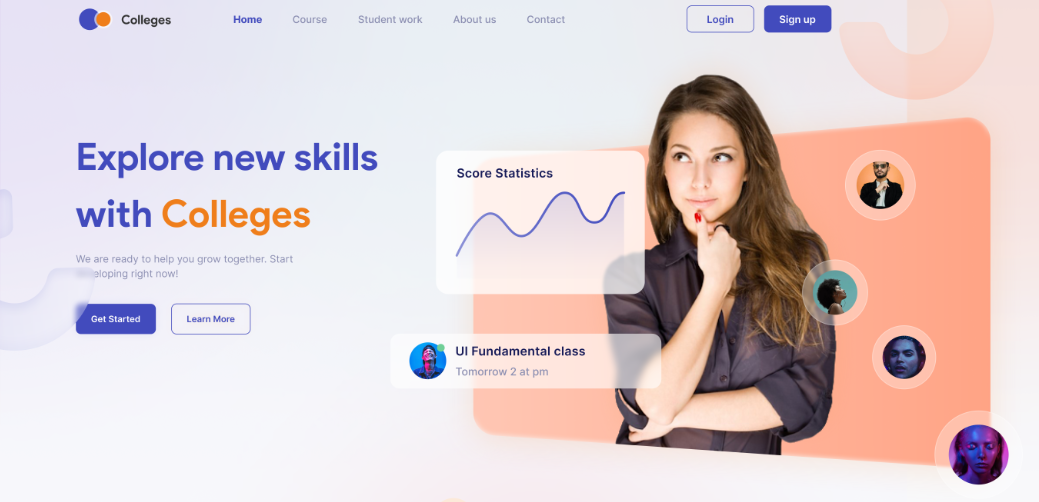 Colleges
Home
Course
Student work
About us
Contact
Login
Sign up
Explore new skills
with Colleges
We are ready to help you grow together. Start
developing right now!
Get Started
Learn More
Score Statistics
UI Fundamental class
Tomorrow 2 at pm